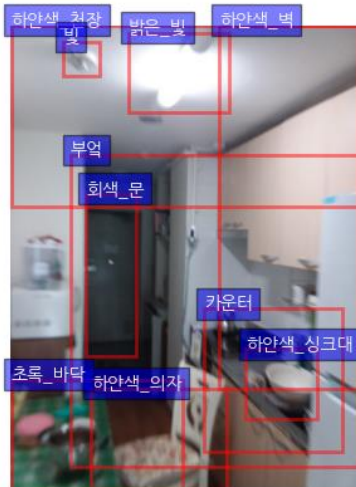 하얀색_천장
빛
밝은_빛
하얀색_벽
부엌
회색_문
카운터
하얀색_싱크대
초록_바닥
하얀색_의자